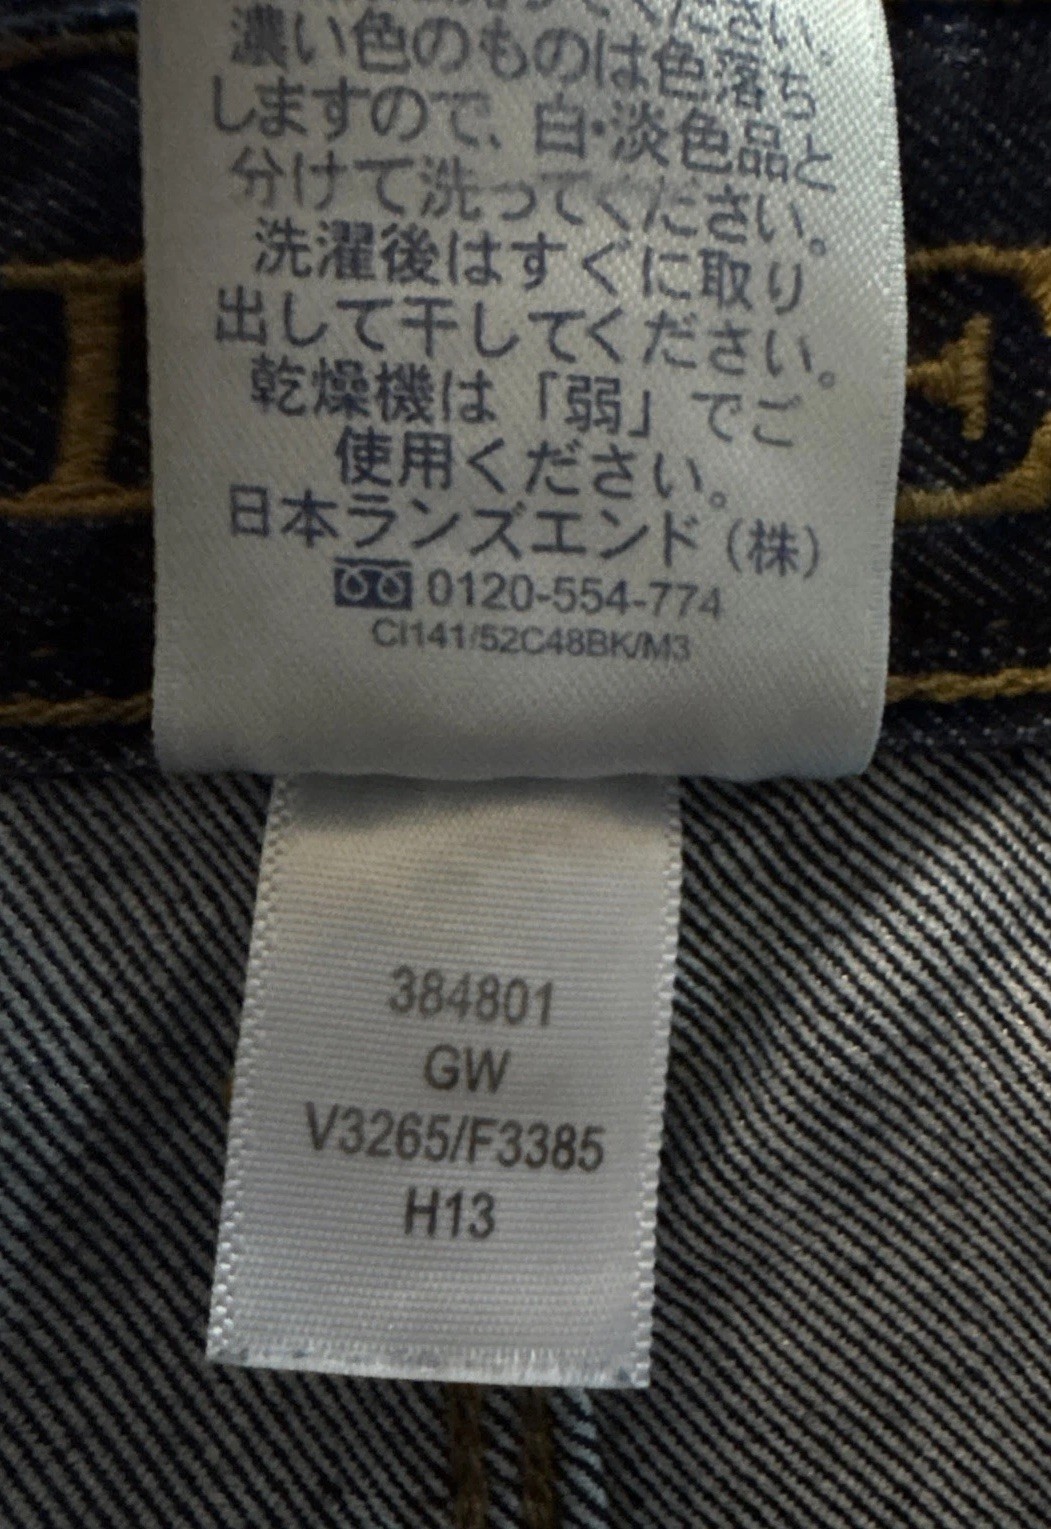 ください。
濃い色のものは色落ち
しますので、白・淡色品と
分けて洗ってください。
洗濯後はすぐに取り
出して干してください。
乾燥機は「弱」でご
使用ください。
日本ランズエンド（株）
0120-554-774
CI141/52C48BK/M3
384801
GW
V3265/F3385
H13